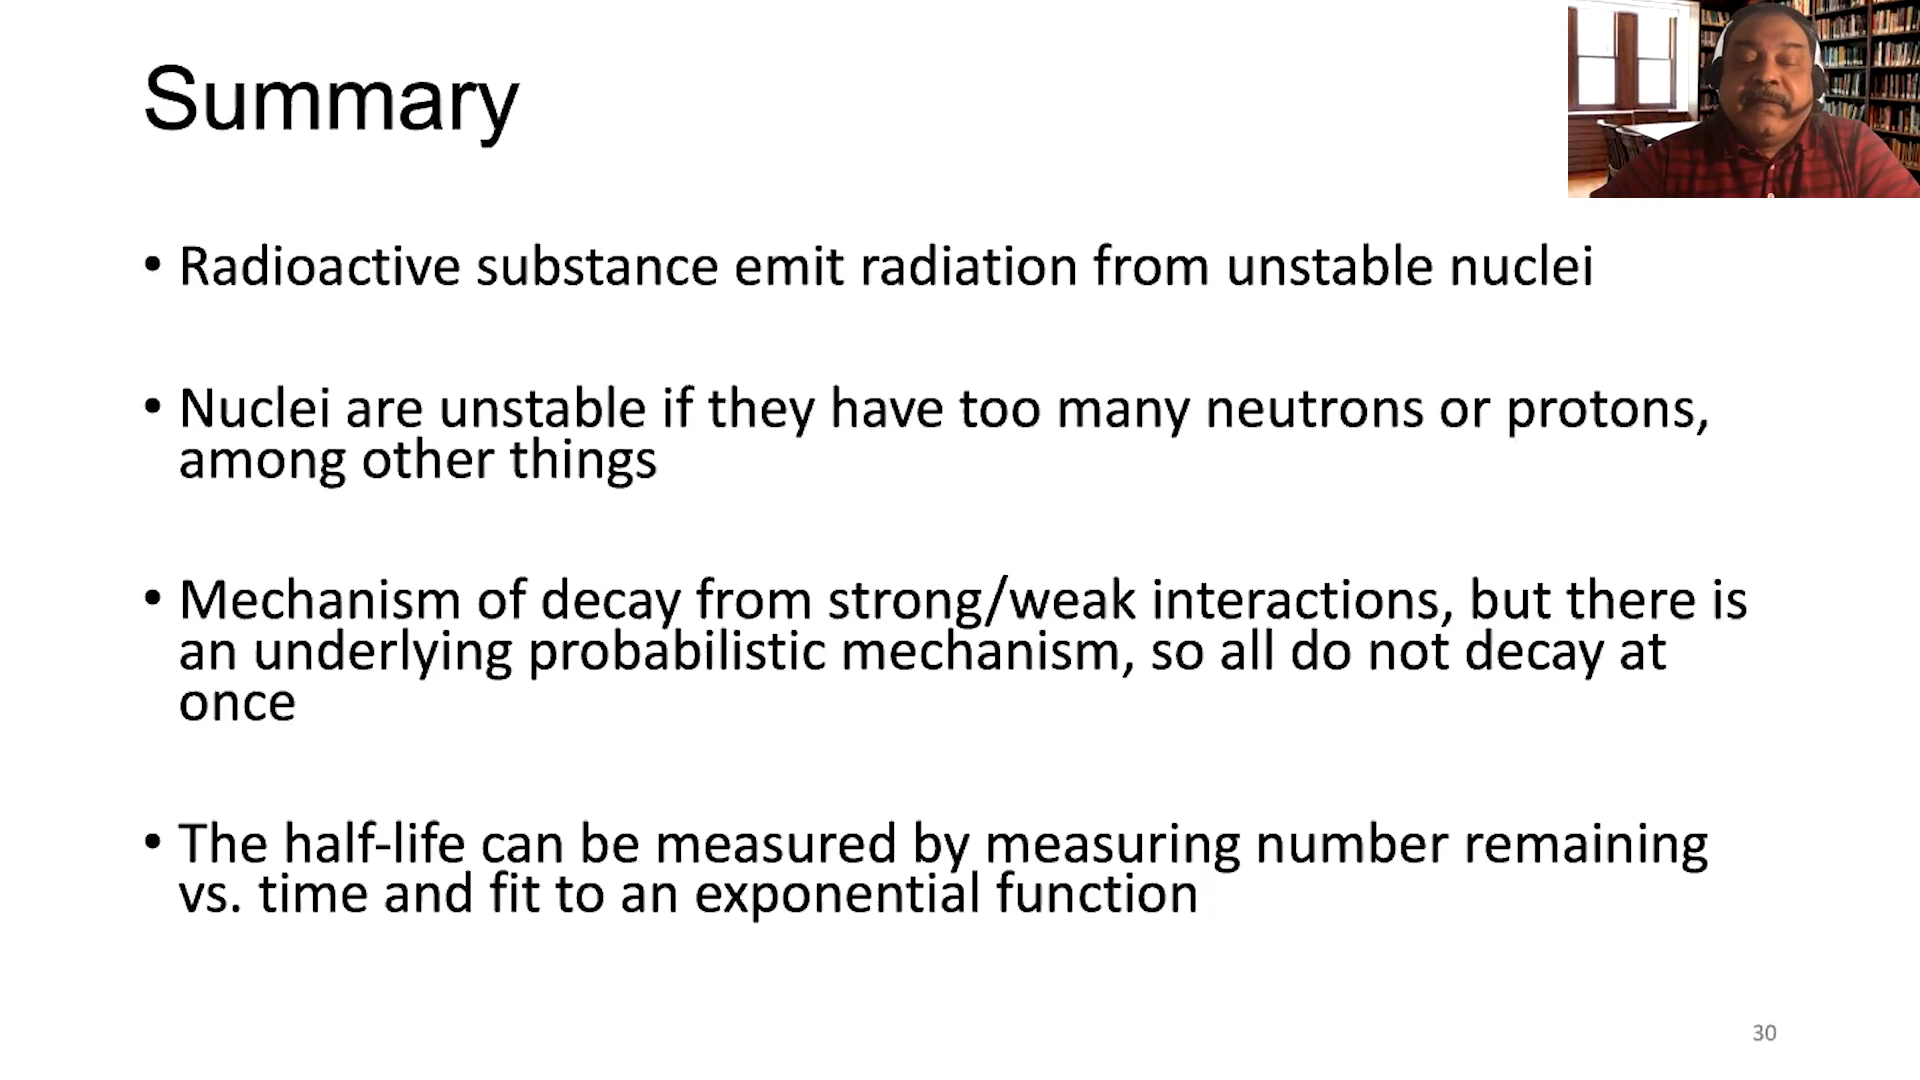 Summary
• Radioactive substance emit radiation from unstable nuclei
• Nuclei are unstable if they have too many neutrons or protons,
among other things
• Mechanism of decay from strong/weak interactions, but there is
an underlying probabilistic mechanism, so all do not decay at
once
• The half-life can be measured by measuring number remaining
vs. time and fit to an exponential function
30